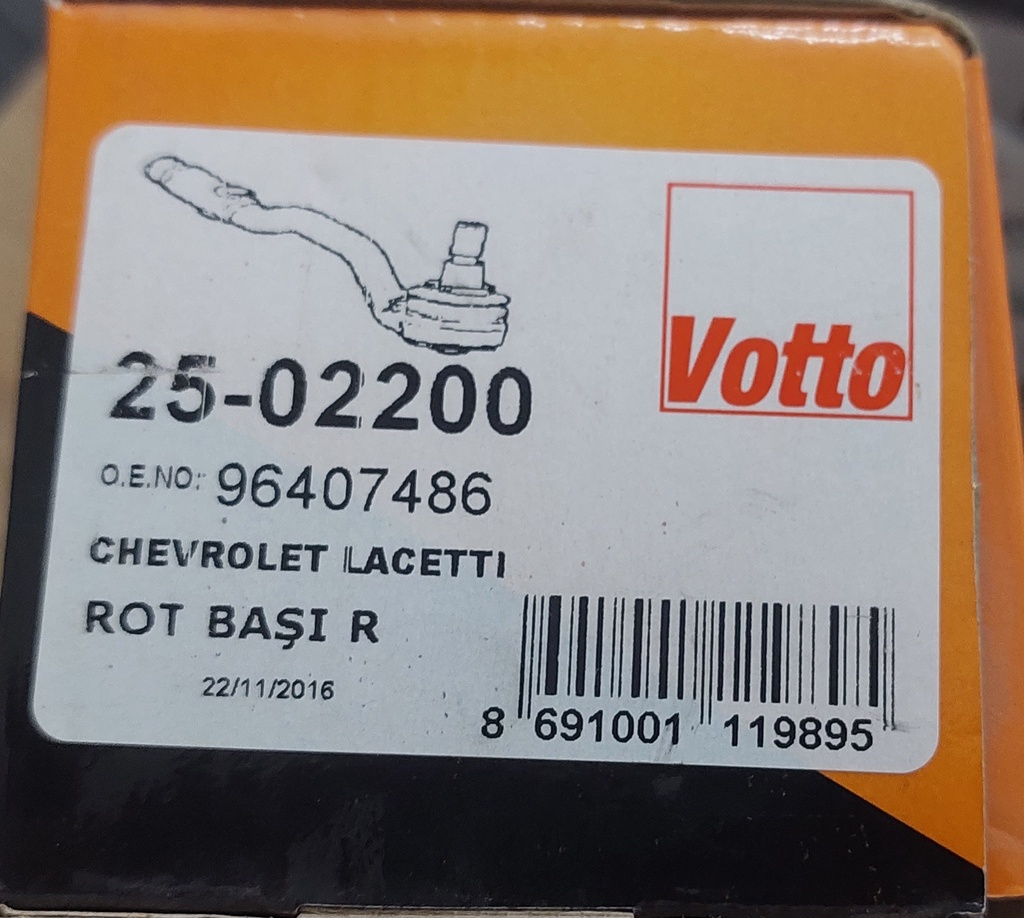 Votto
25-02200
O.E.NO: 96407486
CHEVROLET LACETTI
ROT BAŞI R
22/11/2016
8 691001 119895